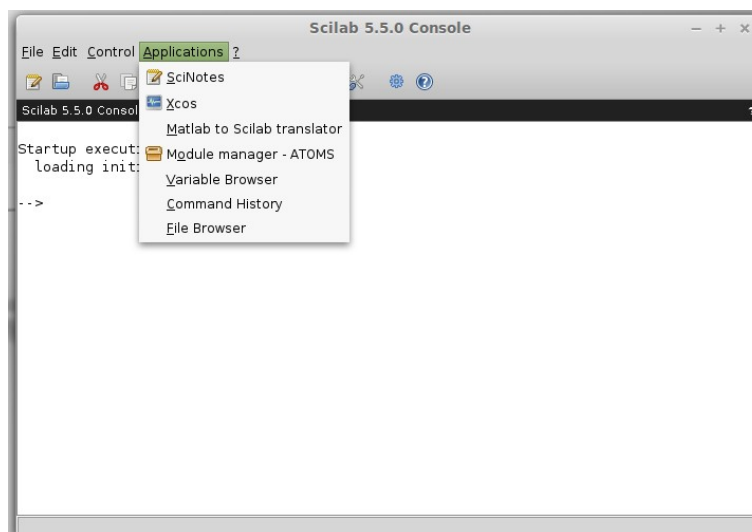 Scilab 5.5.0 Console
File Edit Control Applications ?
SciNotes
Xcos
Matlab to Scilab translator
Module manager - ATOMS
Variable Browser
Command History
File Browser
Scilab 5.5.0 Consol
?
Startup execut
loading init
-->